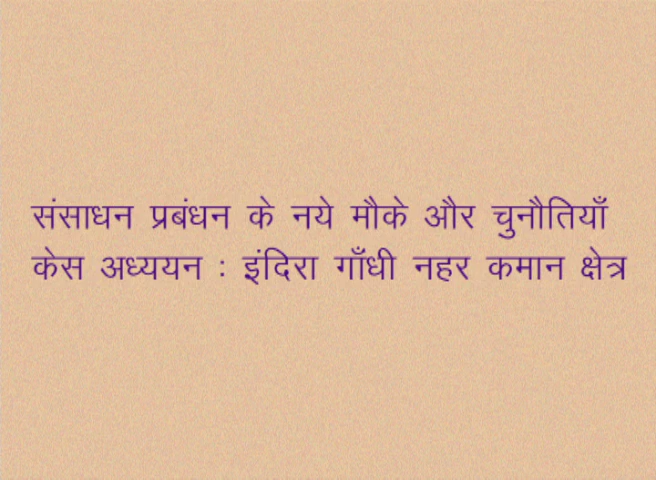 संसाधन प्रबंधन के नये मौके और चुनौतियाँ
केस अध्ययन : इंदिरा गाँधी नहर कमान क्षेत्र